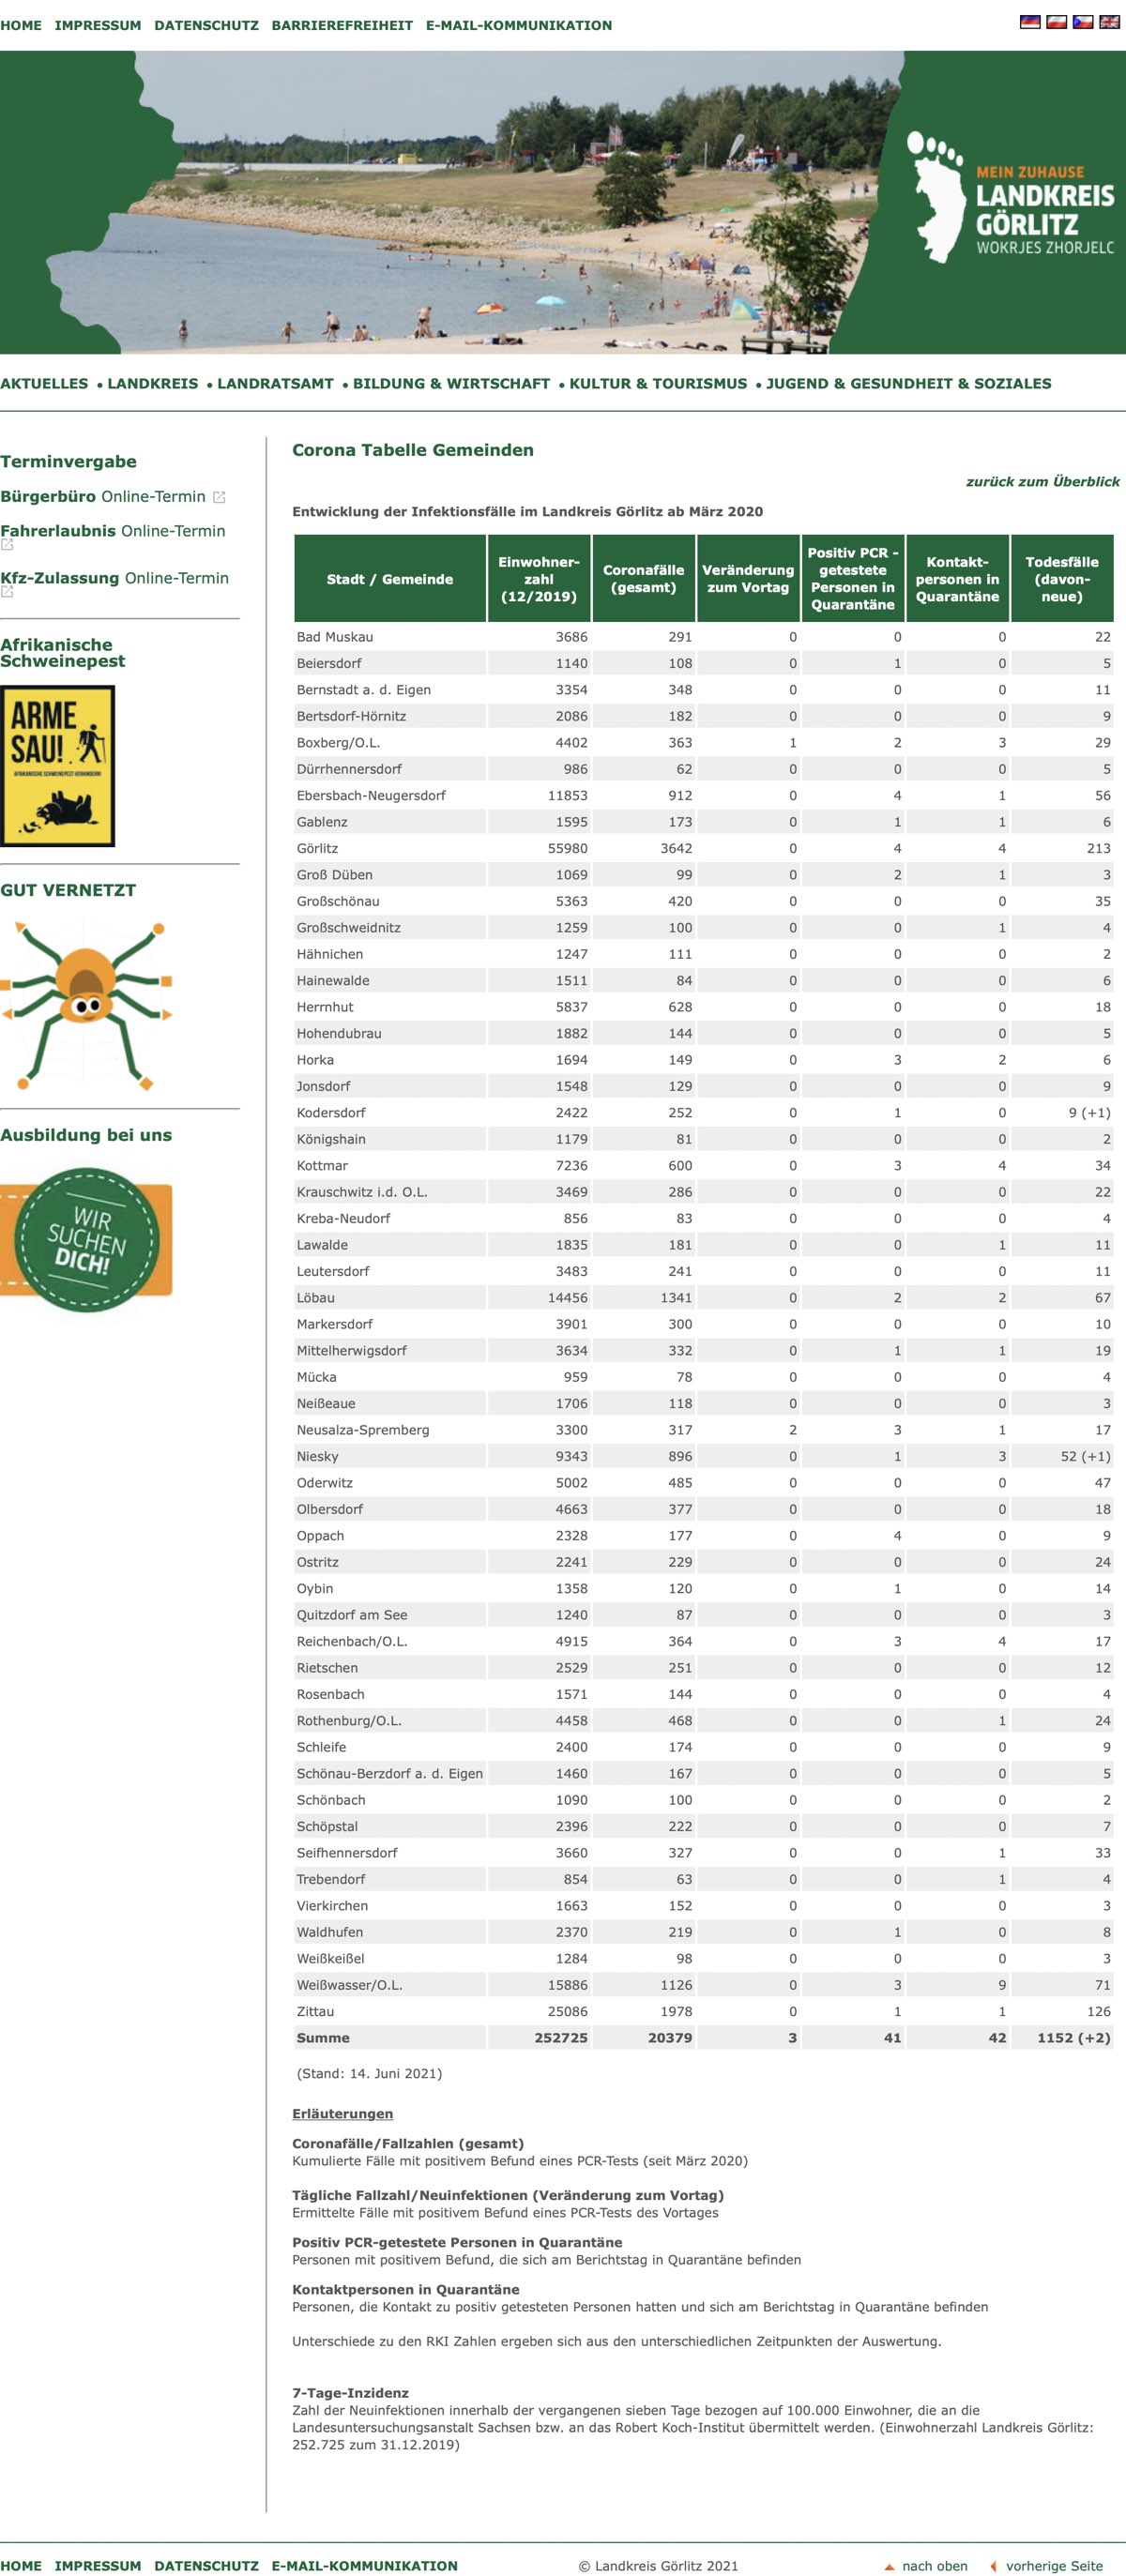 HOME IMPRESSUM DATENSCHUTZ BARRIEREFREIHEIT E-MAIL-KOMMUNIKATION
MEIN ZUHAUSE
LANDKREIS
GÖRLITZ
WOKRJES ZHORJELC
AKTUELLES • LANDKREIS • LANDRATSAMT • BILDUNG & WIRTSCHAFT • KULTUR & TOURISMUS • JUGEND & GESUNDHEIT & SOZIALES
Terminvergabe
Bürgerbüro Online-Termin
Fahrerlaubnis Online-Termin
Kfz-Zulassung Online-Termin
Afrikanische
Schweinepest
ARME
SAU!
AFRIKANISCHE SCHWEINEPEST VERHINDERN!
GUT VERNETZT
Ausbildung bei uns
WIR
SUCHEN
DICH!
Corona Tabelle Gemeinden
zurück zum Überblick
Entwicklung der Infektionsfälle im Landkreis Görlitz ab März 2020
Stadt / Gemeinde Einwohner-zahl (12/2019) Coronafälle (gesamt) Veränderung zum Vortag Positiv PCR - getestete Personen in Quarantäne Kontakt-personen in Quarantäne Todesfälle (davon-neue)
Bad Muskau 3686 291 0 0 0 22
Beiersdorf 1140 108 0 1 0 5
Bernstadt a. d. Eigen 3354 348 0 0 0 11
Bertsdorf-Hörnitz 2086 182 0 0 0 9
Boxberg/O.L. 4402 363 1 2 3 29
Dürrhennersdorf 986 62 0 0 0 5
Ebersbach-Neugersdorf 11853 912 0 4 1 56
Gablenz 1595 173 0 1 1 6
Görlitz 55980 3642 0 4 4 213
Groß Düben 1069 99 0 2 1 3
Großschönau 5363 420 0 0 0 35
Großschweidnitz 1259 100 0 0 1 4
Hähnichen 1247 111 0 0 0 2
Hainewalde 1511 84 0 0 0 6
Herrnhut 5837 628 0 0 0 18
Hohendubrau 1882 144 0 0 0 5
Horka 1694 149 0 3 2 6
Jonsdorf 1548 129 0 0 0 9
Kodersdorf 2422 252 0 1 0 9 (+1)
Königshain 1179 81 0 0 0 2
Kottmar 7236 600 0 3 4 34
Krauschwitz i.d. O.L. 3469 286 0 0 0 22
Kreba-Neudorf 856 83 0 0 0 4
Lawalde 1835 181 0 0 1 11
Leutersdorf 3483 241 0 0 0 11
Löbau 14456 1341 0 2 2 67
Markersdorf 3901 300 0 0 0 10
Mittelherwigsdorf 3634 332 0 1 1 19
Mücka 959 78 0 0 0 4
Neißeaue 1706 118 0 0 0 3
Neusalza-Spremberg 3300 317 2 3 1 17
Niesky 9343 896 0 1 3 52 (+1)
Oderwitz 5002 485 0 0 0 47
Olbersdorf 4663 377 0 0 0 18
Oppach 2328 177 0 4 0 9
Ostritz 2241 229 0 0 0 24
Oybin 1358 120 0 1 0 14
Quitzdorf am See 1240 87 0 0 0 3
Reichenbach/O.L. 4915 364 0 3 4 17
Rietschen 2529 251 0 0 0 12
Rosenbach 1571 144 0 0 0 4
Rothenburg/O.L. 4458 468 0 0 1 24
Schleife 2400 174 0 0 0 9
Schönau-Berzdorf a. d. Eigen 1460 167 0 0 0 5
Schönbach 1090 100 0 0 0 2
Schöpstal 2396 222 0 0 0 7
Seifhennersdorf 3660 327 0 0 1 33
Trebendorf 854 63 0 0 1 4
Vierkirchen 1663 152 0 0 0 3
Waldhufen 2370 219 0 1 0 8
Weißkeißel 1284 98 0 0 0 3
Weißwasser/O.L. 15886 1126 0 3 9 71
Zittau 25086 1978 0 1 1 126
Summe 252725 20379 3 41 42 1152 (+2)
(Stand: 14. Juni 2021)
Erläuterungen
Coronafälle/Fallzahlen (gesamt)
Kumulierte Fälle mit positivem Befund eines PCR-Tests (seit März 2020)
Tägliche Fallzahl/Neuinfektionen (Veränderung zum Vortag)
Ermittelte Fälle mit positivem Befund eines PCR-Tests des Vortages
Positiv PCR-getestete Personen in Quarantäne
Personen mit positivem Befund, die sich am Berichtstag in Quarantäne befinden
Kontaktpersonen in Quarantäne
Personen, die Kontakt zu positiv getesteten Personen hatten und sich am Berichtstag in Quarantäne befinden
Unterschiede zu den RKI Zahlen ergeben sich aus den unterschiedlichen Zeitpunkten der Auswertung.
7-Tage-Inzidenz
Zahl der Neuinfektionen innerhalb der vergangenen sieben Tage bezogen auf 100.000 Einwohner, die an die
Landesuntersuchungsanstalt Sachsen bzw. an das Robert Koch-Institut übermittelt werden. (Einwohnerzahl Landkreis Görlitz:
252.725 zum 31.12.2019)
HOME IMPRESSUM DATENSCHUTZ E-MAIL-KOMMUNIKATION © Landkreis Görlitz 2021 nach oben vorherige Seite